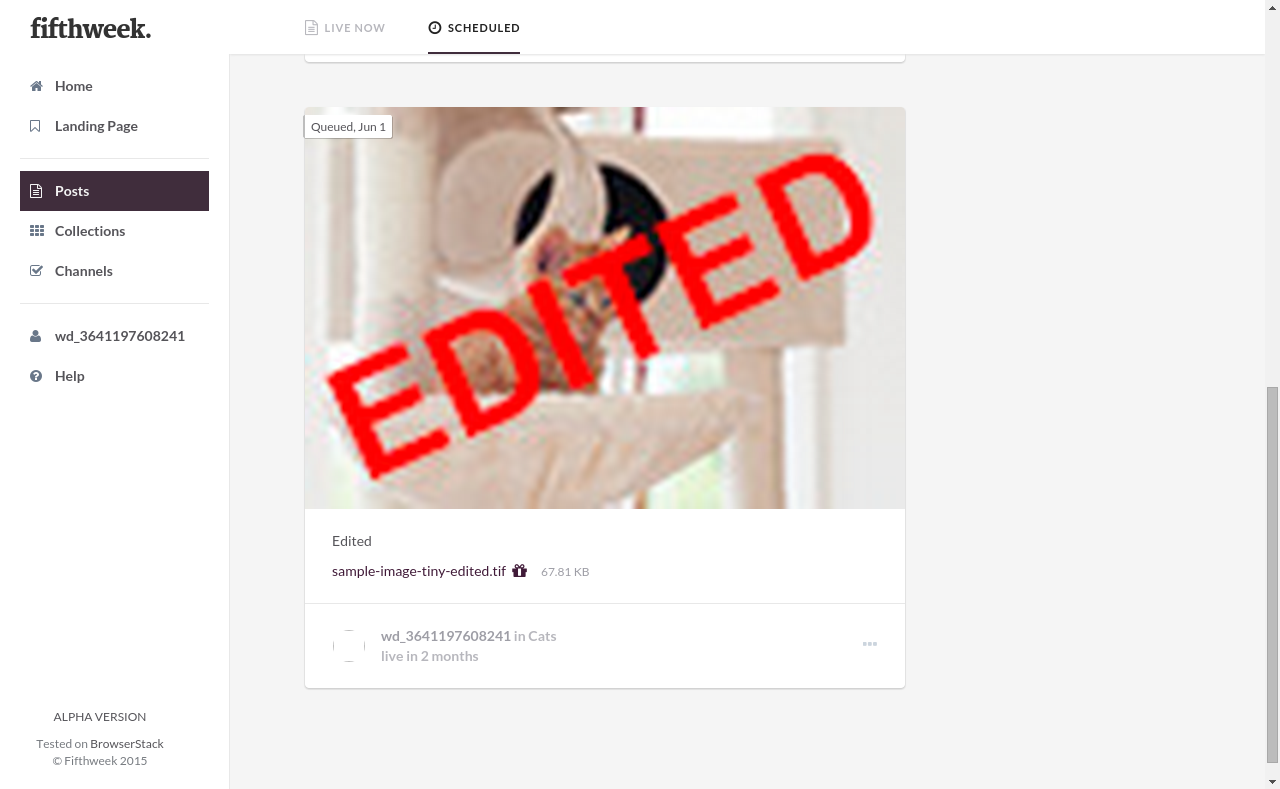 fifthweek.
LIVE NOW
SCHEDULED
Home
Landing Page
Posts
Collections
Channels
wd_3641197608241
Help
Queued, Jun 1
EDITED
Edited
sample-image-tiny-edited.tif
67.81 KB
wd_3641197608241 in Cats
live in 2 months
ALPHA VERSION
Tested on BrowserStack
© Fifthweek 2015